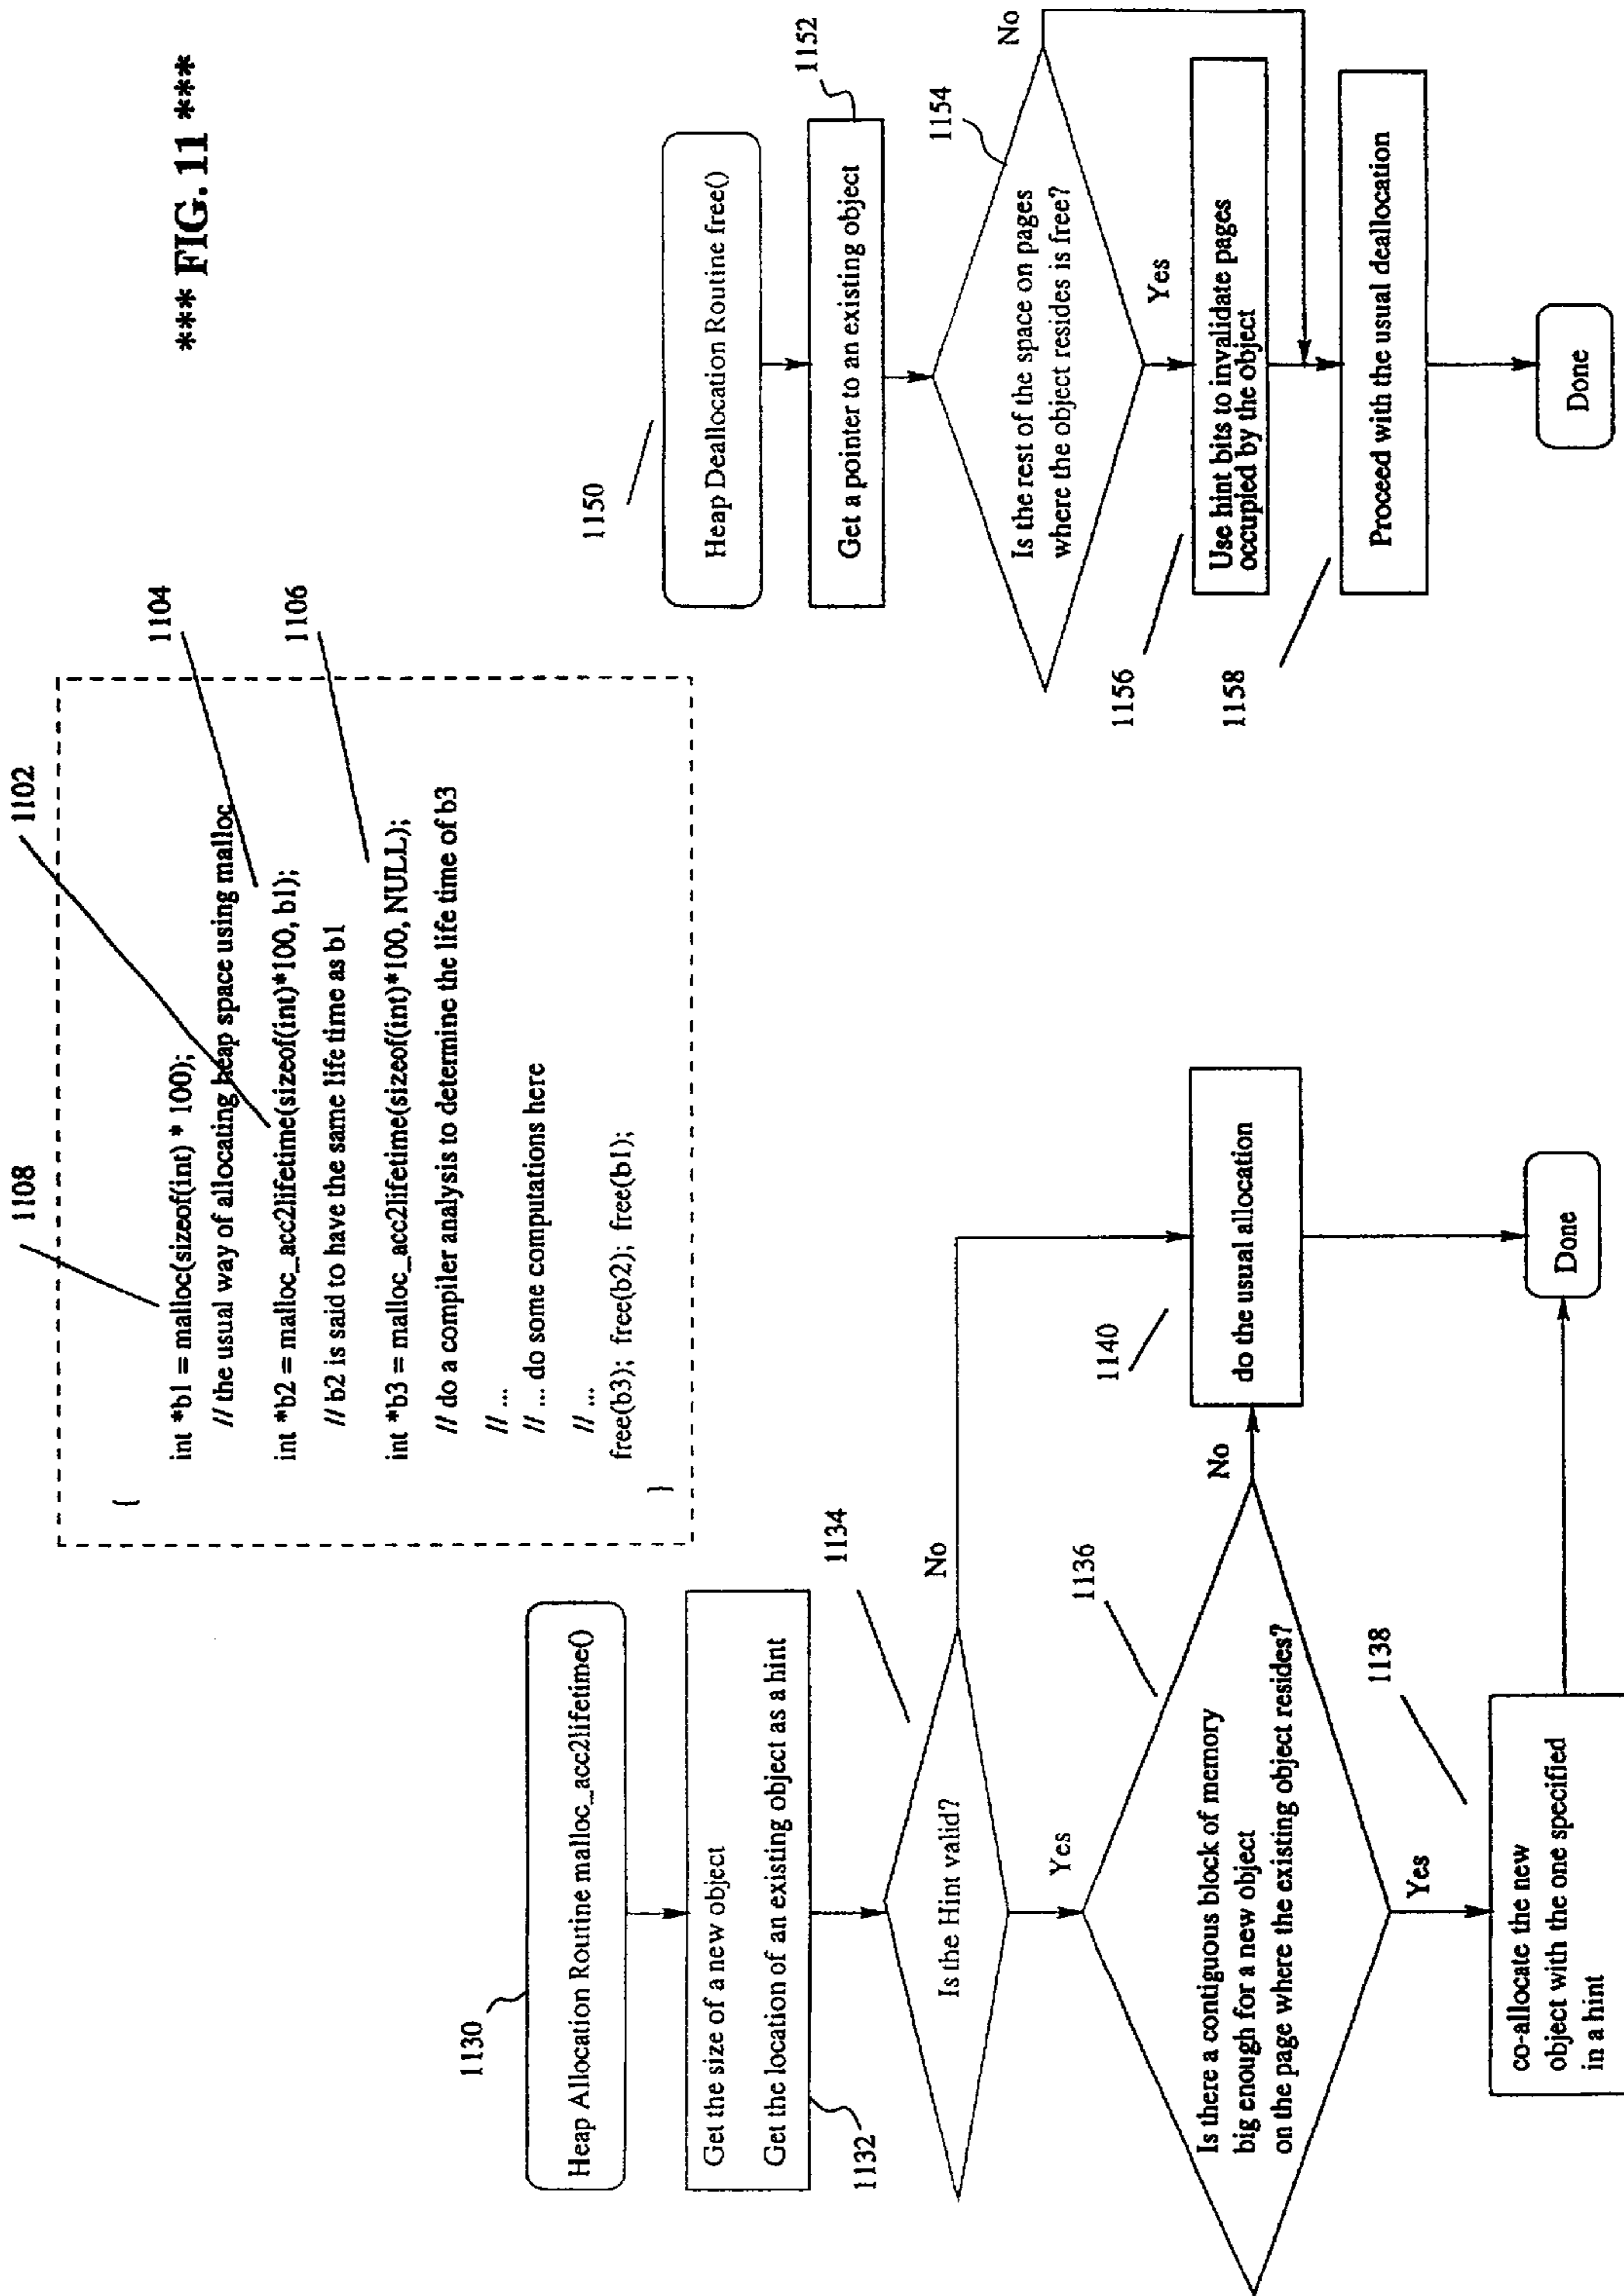 *** FIG. 11 ***
1108
1102
1104
1106
{
int *b1 = malloc(sizeof(int) * 100);
// the usual way of allocating heap space using malloc
int *b2 = malloc_acc2lifetime(sizeof(int)*100, b1);
// b2 is said to have the same life time as b1
int *b3 = malloc_acc2lifetime(sizeof(int)*100, NULL);
// do a compiler analysis to determine the life time of b3
// ...
// ... do some computations here
// ...
free(b3); free(b2); free(b1);
}
1130
Heap Allocation Routine malloc_acc2lifetime()
Get the size of a new object
Get the location of an existing object as a hint
1132
1134
Is the Hint valid?
No
Yes
1136
Is there a contiguous block of memory
big enough for a new object
on the page where the existing object resides?
No
Yes
1140
do the usual allocation
1138
co-allocate the new
object with the one specified
in a hint
Done
1150
Heap Deallocation Routine free()
1152
Get a pointer to an existing object
1154
Is the rest of the space on pages
where the object resides is free?
No
Yes
1156
Use hint bits to invalidate pages
occupied by the object
1158
Proceed with the usual deallocation
Done